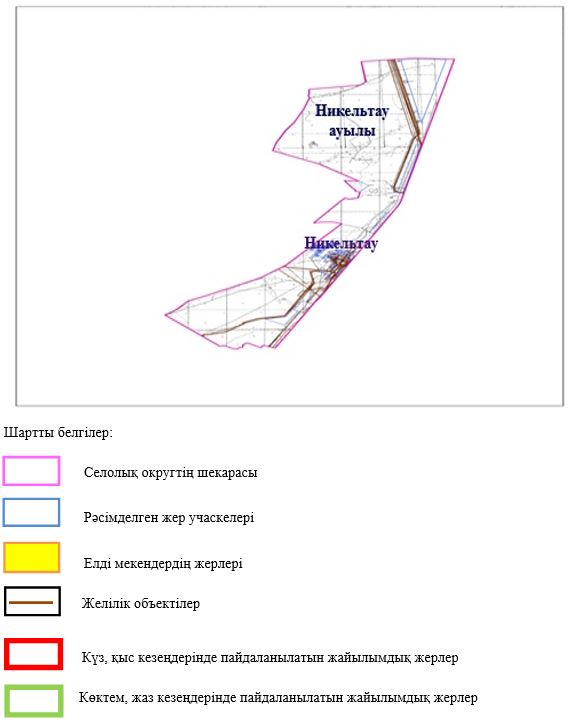 Никельтау
ауылы
Никельтау
Шартты белгілер:
Селолық округтің шекарасы
Рәсімделген жер учаскелері
Елді мекендердің жерлері
Желілік объектілер
Күз, қыс кезеңдерінде пайдаланылатын жайылымдық жерлер
Көктем, жаз кезеңдерінде пайдаланылатын жайылымдық жерлер